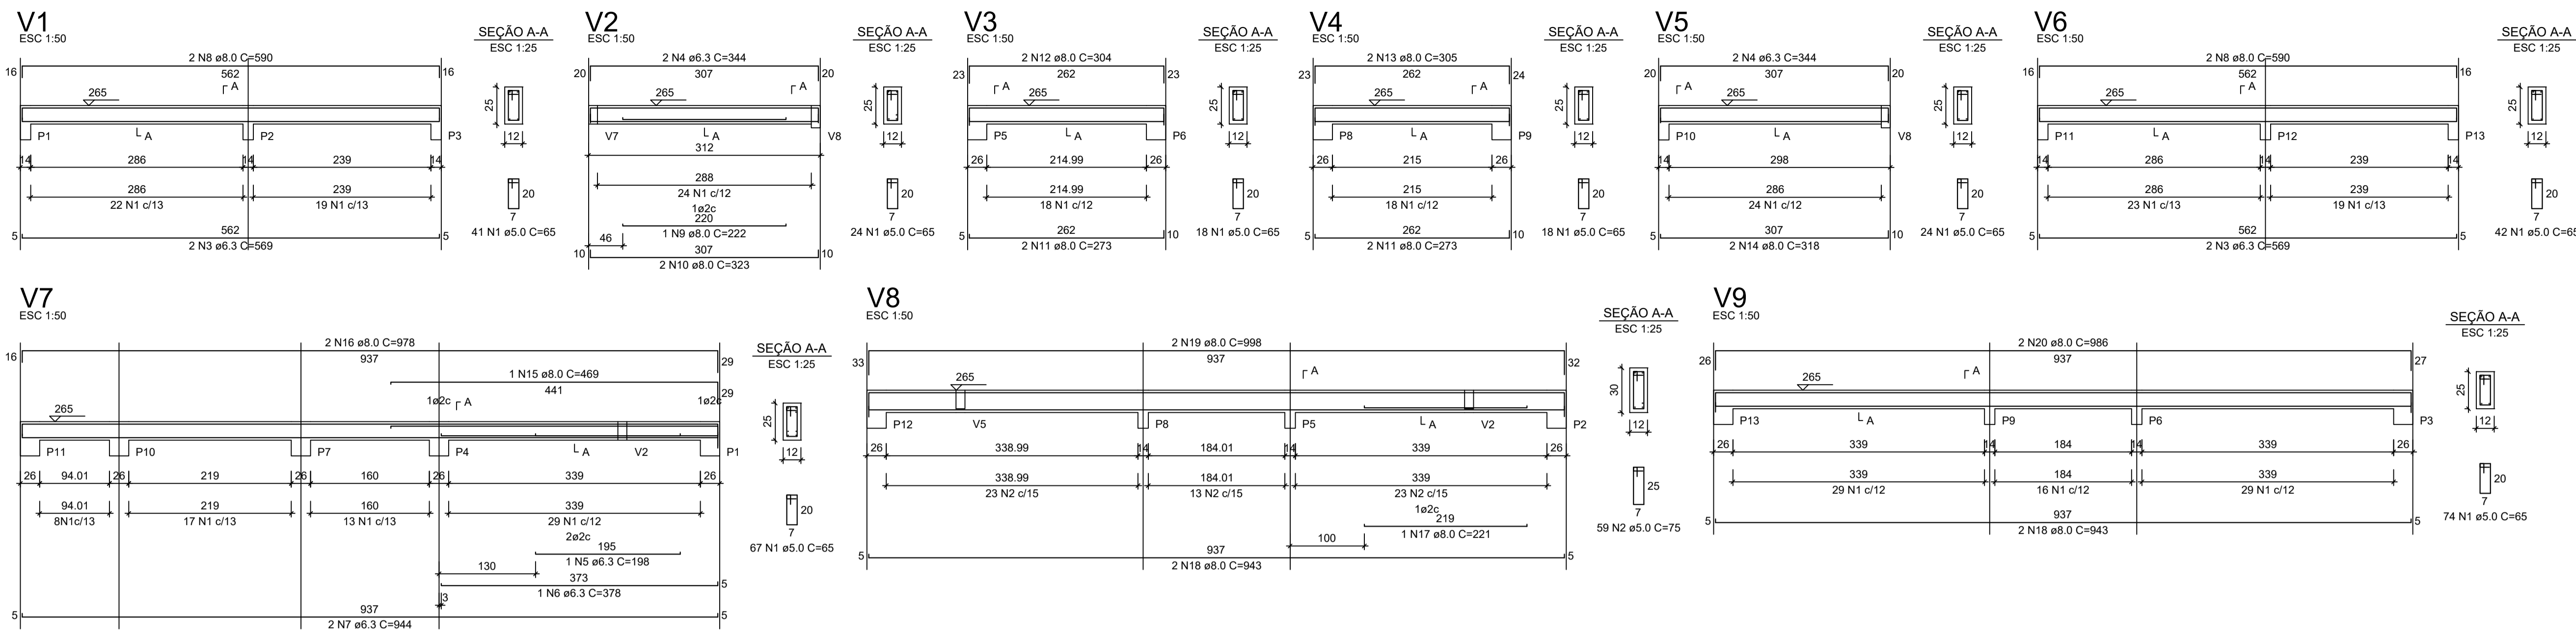 V1
ESC 1:50
SEÇÃO A-A
ESC 1:25
2 N8 ø8.0 C=590
16
562
16
A
265
25
12
P1
A
P2
P3
14
286
14
239
14
286
239
22 N1 c/13
19 N1 c/13
20
7
41 N1 ø5.0 C=65
5
562
5
2 N3 ø6.3 C=569
V2
ESC 1:50
SEÇÃO A-A
ESC 1:25
2 N4 ø6.3 C=344
20
307
20
A
265
25
12
V7
A
V8
312
288
24 N1 c/12
1ø2c
220
1 N9 ø8.0 C=222
46
20
7
24 N1 ø5.0 C=65
10
307
10
2 N10 ø8.0 C=323
V3
ESC 1:50
SEÇÃO A-A
ESC 1:25
2 N12 ø8.0 C=304
23
262
23
A
265
25
12
P5
A
P6
26
214.99
26
214.99
18 N1 c/12
20
7
18 N1 ø5.0 C=65
5
262
10
2 N11 ø8.0 C=273
V4
ESC 1:50
SEÇÃO A-A
ESC 1:25
2 N13 ø8.0 C=305
23
262
24
A
265
25
12
P8
A
P9
26
215
26
215
18 N1 c/12
20
7
18 N1 ø5.0 C=65
5
262
10
2 N11 ø8.0 C=273
V5
ESC 1:50
SEÇÃO A-A
ESC 1:25
2 N4 ø6.3 C=344
20
307
20
A
265
25
12
P10
A
V8
14
298
286
24 N1 c/12
20
7
24 N1 ø5.0 C=65
5
307
10
2 N14 ø8.0 C=318
V6
ESC 1:50
SEÇÃO A-A
ESC 1:25
2 N8 ø8.0 C=590
16
562
16
A
265
25
12
P11
A
P12
P13
14
286
14
239
14
286
239
23 N1 c/13
19 N1 c/13
20
7
42 N1 ø5.0 C=65
5
562
5
2 N3 ø6.3 C=569
V7
ESC 1:50
SEÇÃO A-A
ESC 1:25
2 N16 ø8.0 C=978
16
937
29
1 N15 ø8.0 C=469
441
29
1ø2c
A
1ø2c
265
25
12
P11
P10
P7
P4
A
V2
P1
26
94.01
26
219
26
160
26
339
26
94.01
219
160
339
8N1c/13
17 N1 c/13
13 N1 c/13
29 N1 c/12
20
7
67 N1 ø5.0 C=65
2ø2c
195
1 N5 ø6.3 C=198
130
373
5
1 N6 ø6.3 C=378
3
5
937
5
2 N7 ø6.3 C=944
V8
ESC 1:50
SEÇÃO A-A
ESC 1:25
2 N19 ø8.0 C=998
33
937
32
A
265
30
12
P12
V5
P8
P5
A
V2
P2
26
338.99
14
184.01
14
339
26
338.99
184.01
339
23 N2 c/15
13 N2 c/15
23 N2 c/15
25
7
59 N2 ø5.0 C=75
1ø2c
219
1 N17 ø8.0 C=221
100
5
937
5
2 N18 ø8.0 C=943
V9
ESC 1:50
SEÇÃO A-A
ESC 1:25
2 N20 ø8.0 C=986
26
937
27
A
265
25
12
P13
A
P9
P6
P3
26
339
14
184
14
339
26
339
184
339
29 N1 c/12
16 N1 c/12
29 N1 c/12
20
7
74 N1 ø5.0 C=65
5
937
5
2 N18 ø8.0 C=943